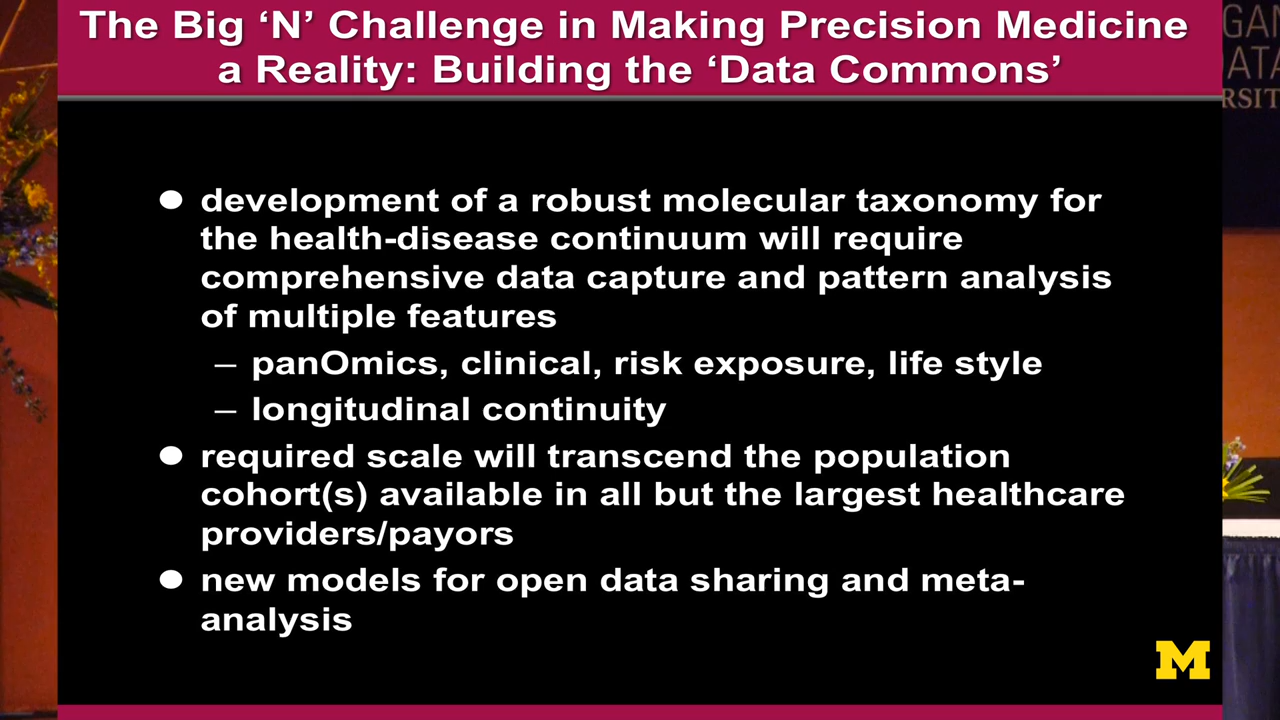 The Big ‘N’ Challenge in Making Precision Medicine
a Reality: Building the ‘Data Commons’
● development of a robust molecular taxonomy for
the health-disease continuum will require
comprehensive data capture and pattern analysis
of multiple features
– panOmics, clinical, risk exposure, life style
– longitudinal continuity
● required scale will transcend the population
cohort(s) available in all but the largest healthcare
providers/payors
● new models for open data sharing and meta-
analysis
M